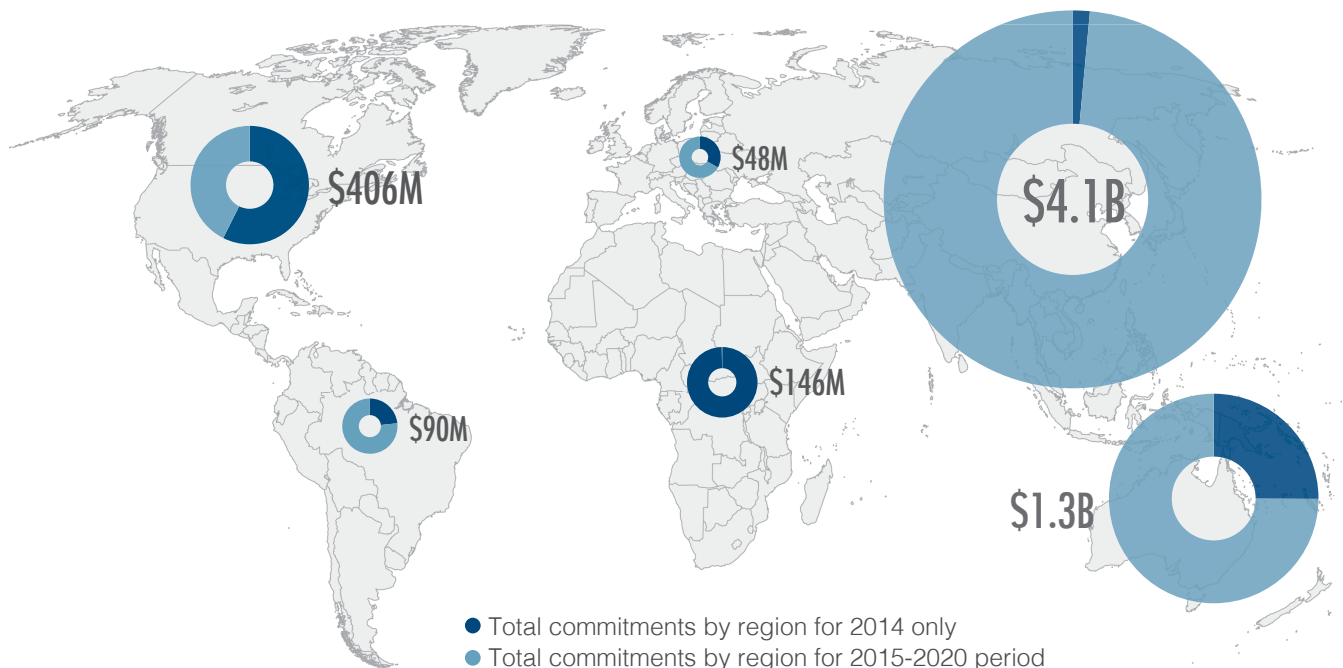 $48M
$406M
$4.1B
$146M
$90M
$1.3B
Total commitments by region for 2014 only
Total commitments by region for 2015-2020 period